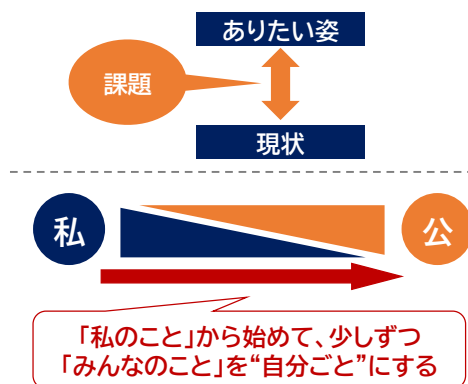 ありたい姿
課題
現状
私
公
「私のこと」から始めて、少しずつ
「みんなのこと」を“自分ごと”にする